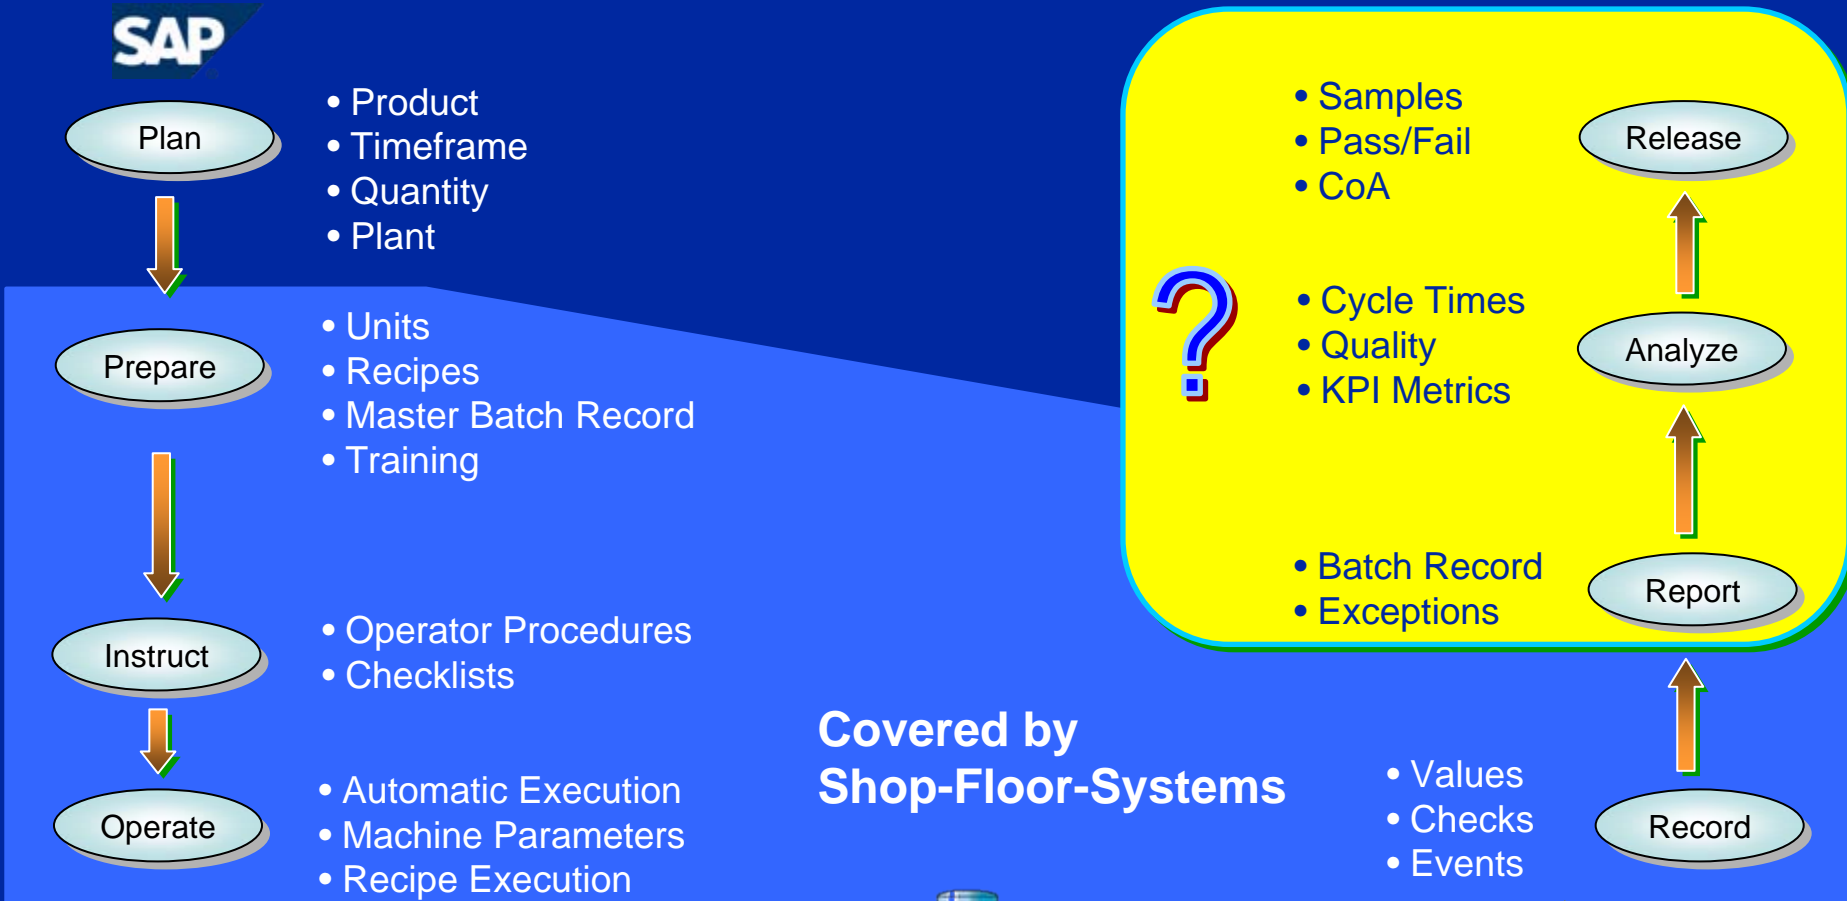 SAP
Plan
• Product
• Timeframe
• Quantity
• Plant
Prepare
• Units
• Recipes
• Master Batch Record
• Training
Instruct
• Operator Procedures
• Checklists
Operate
• Automatic Execution
• Machine Parameters
• Recipe Execution
Covered by
Shop-Floor-Systems
?
• Samples
• Pass/Fail
• CoA
Release
• Cycle Times
• Quality
• KPI Metrics
Analyze
• Batch Record
• Exceptions
Report
• Values
• Checks
• Events
Record